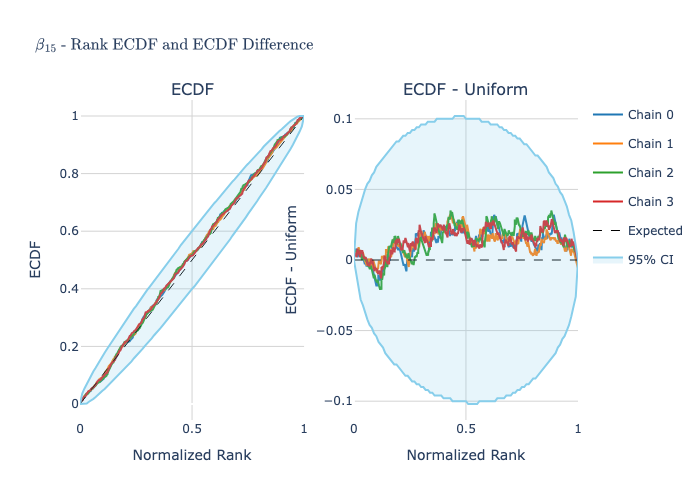 β₁₅ - Rank ECDF and ECDF Difference
ECDF
ECDF - Uniform
1
0.8
0.6
0.4
0.2
0
0
0.5
1
Normalized Rank
ECDF
0.1
0.05
0
−0.05
−0.1
0
0.5
1
Normalized Rank
ECDF - Uniform
Chain 0
Chain 1
Chain 2
Chain 3
Expected
95% CI